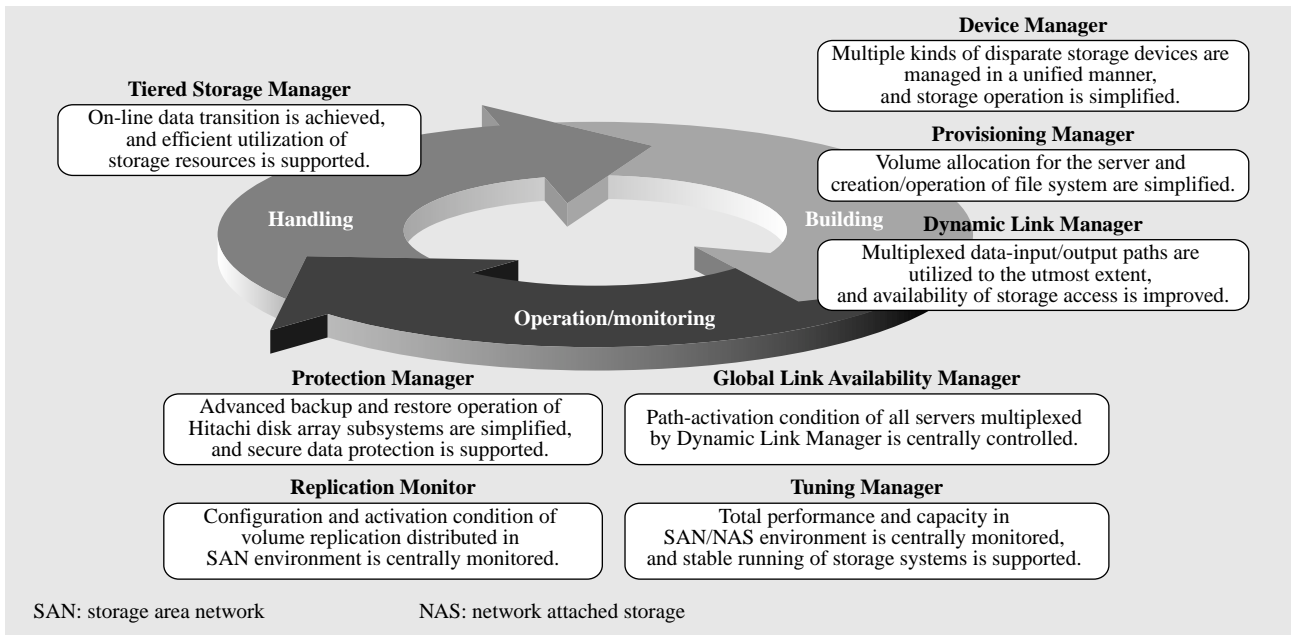 Device Manager
Multiple kinds of disparate storage devices are
managed in a unified manner,
and storage operation is simplified.
Tiered Storage Manager
On-line data transition is achieved,
and efficient utilization of
storage resources is supported.
Provisioning Manager
Volume allocation for the server and
creation/operation of file system are simplified.
Handling
Building
Dynamic Link Manager
Multiplexed data-input/output paths are
utilized to the utmost extent,
and availability of storage access is improved.
Operation/monitoring
Protection Manager
Advanced backup and restore operation of
Hitachi disk array subsystems are simplified,
and secure data protection is supported.
Global Link Availability Manager
Path-activation condition of all servers multiplexed
by Dynamic Link Manager is centrally controlled.
Replication Monitor
Configuration and activation condition of
volume replication distributed in
SAN environment is centrally monitored.
Tuning Manager
Total performance and capacity in
SAN/NAS environment is centrally monitored,
and stable running of storage systems is supported.
SAN: storage area network
NAS: network attached storage